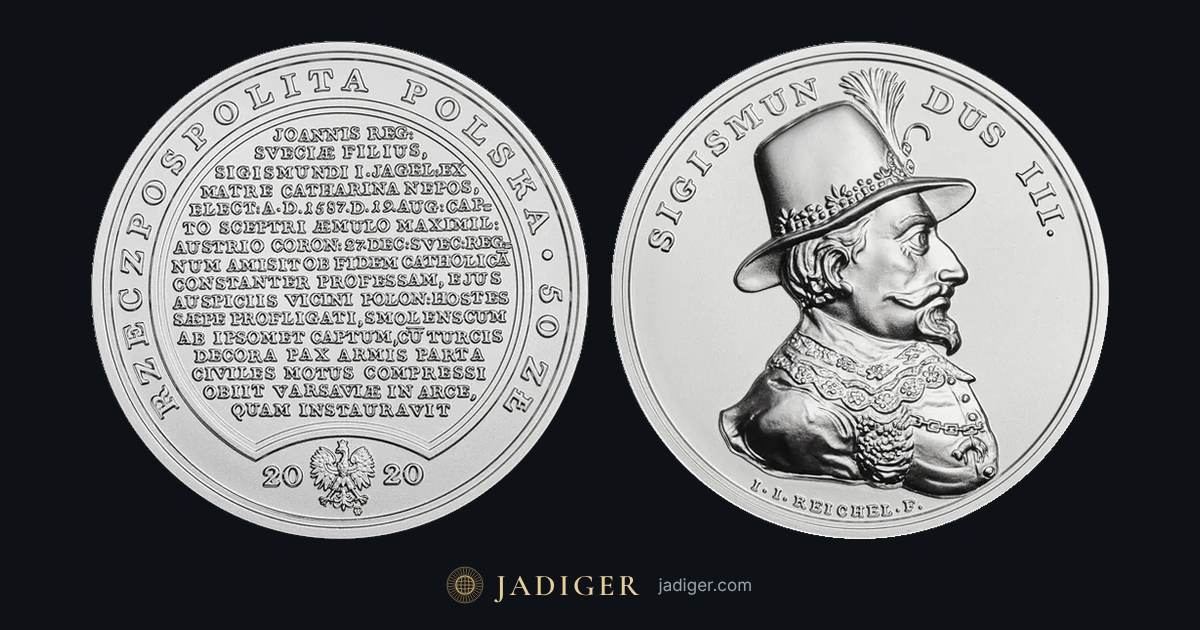 RZECZPOSPOLITA POLSKA · 50 ZŁ
JOANNIS REG:
SVECIÆ FILIUS,
SIGISMUNDI I. JAGEL.EX
MATRE CATHARINA NEPOS,
ELECT: A·D.1587.D.19.AUG: CAP=
TO SCEPTRI ÆMULO MAXIMIL:
AUSTRIO CORON: 27.DEC: SVEC: REG=
NUM AMISIT OB FIDEM CATHOLICĀ
CONSTANTER PROFESSAM, EJUS
AUSPICIIS VICINI POLON: HOSTES
SÆPE PROFLIGATI, SMOLENSCUM
AB IPSOMET CAPTUM, CŪ TURCIS
DECORA PAX ARMIS PARTA
CIVILES MOTUS COMPRESSI
OBIIT VARSAVIÆ IN ARCE,
QUAM INSTAURAVIT
20 20
SIGISMUN DUS III.
I. I. REICHEL. F.
JADIGER jadiger.com